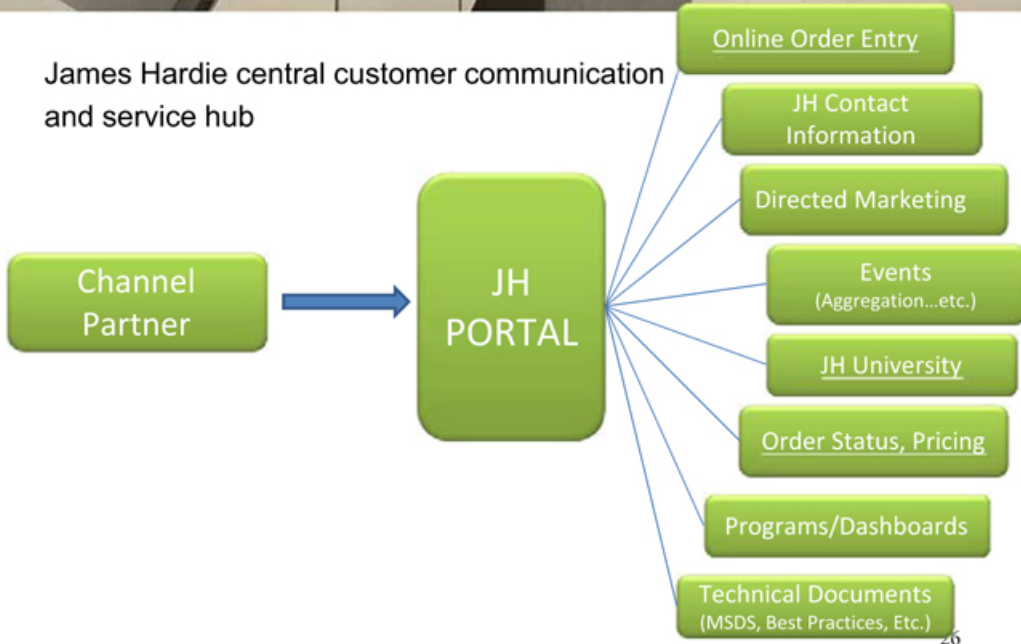 James Hardie central customer communication
and service hub
Channel
Partner
JH
PORTAL
Online Order Entry
JH Contact
Information
Directed Marketing
Events
(Aggregation...etc.)
JH University
Order Status, Pricing
Programs/Dashboards
Technical Documents
(MSDS, Best Practices, Etc.)
26